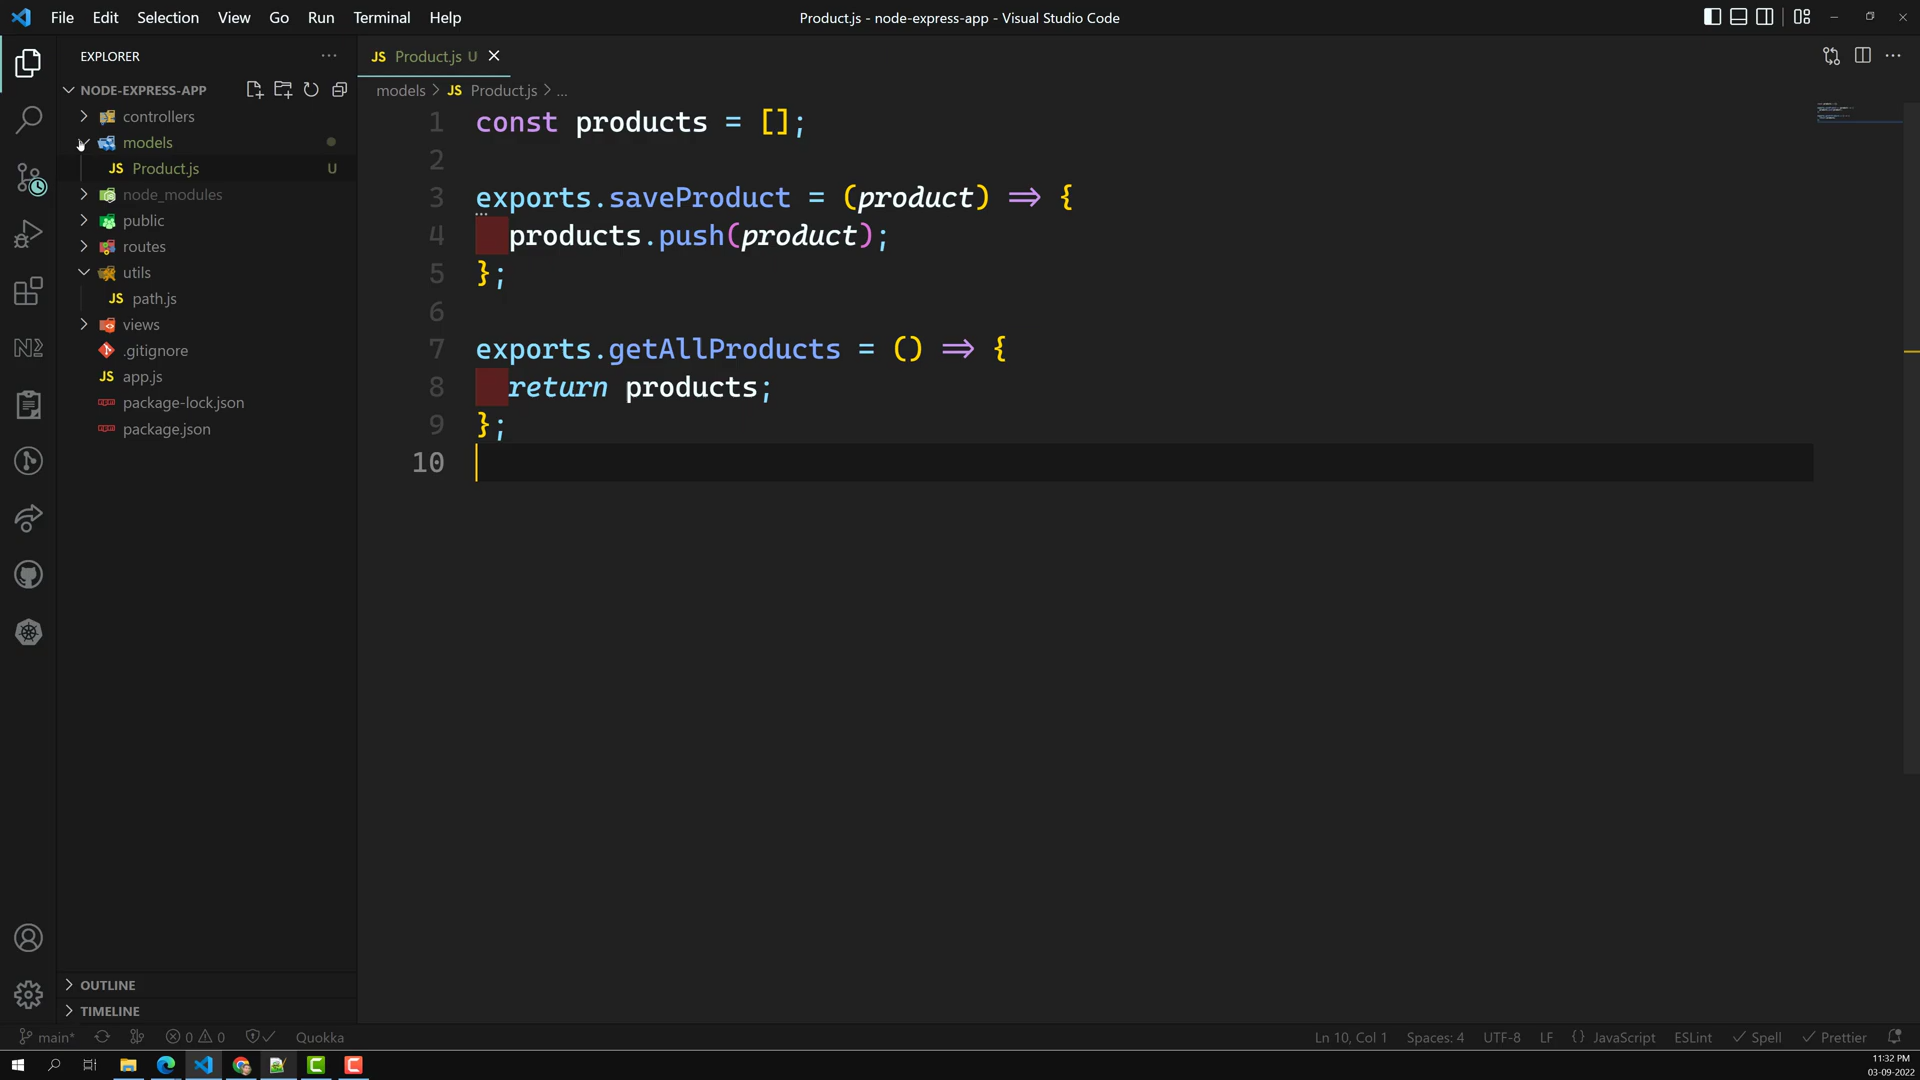 File Edit Selection View Go Run Terminal Help
Product.js - node-express-app - Visual Studio Code
EXPLORER
NODE-EXPRESS-APP
controllers
models
JS Product.js U
node_modules
public
routes
utils
JS path.js
views
.gitignore
JS app.js
package-lock.json
package.json
OUTLINE
TIMELINE
JS Product.js U
models > JS Product.js > ...
1 const products = [];
2
3 exports.saveProduct = (product) => {
4 products.push(product);
5 };
6
7 exports.getAllProducts = () => {
8 return products;
9 };
10
main* 0 0 Quokka
Ln 10, Col 1 Spaces: 4 UTF-8 LF {} JavaScript ESLint Spell Prettier
11:32 PM
03-09-2022